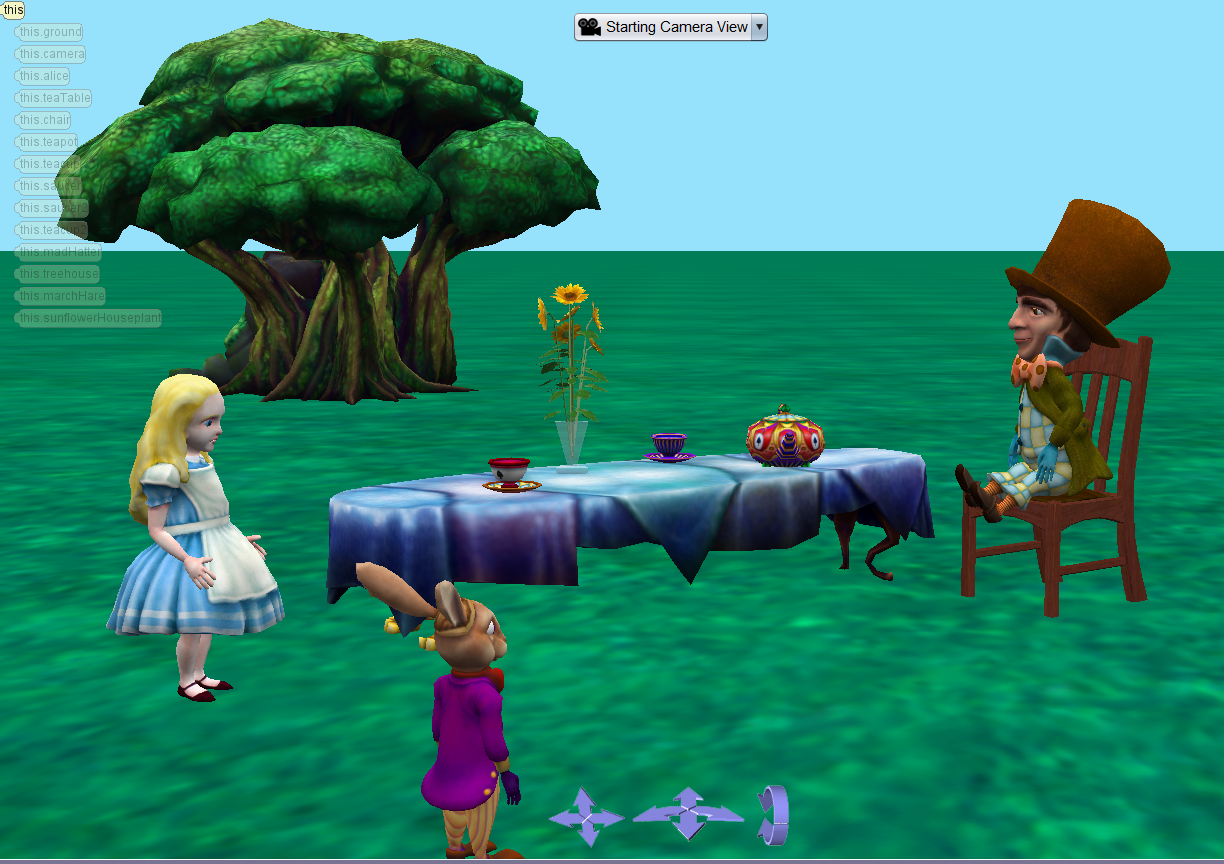 this
this.ground
this.camera
this.alice
this.teaTable
this.chair
this.teapot
this.teacup
this.saucer
this.saucer2
this.teacup2
this.madHatter
this.treehouse
this.marchHare
this.sunflowerHouseplant
Starting Camera View